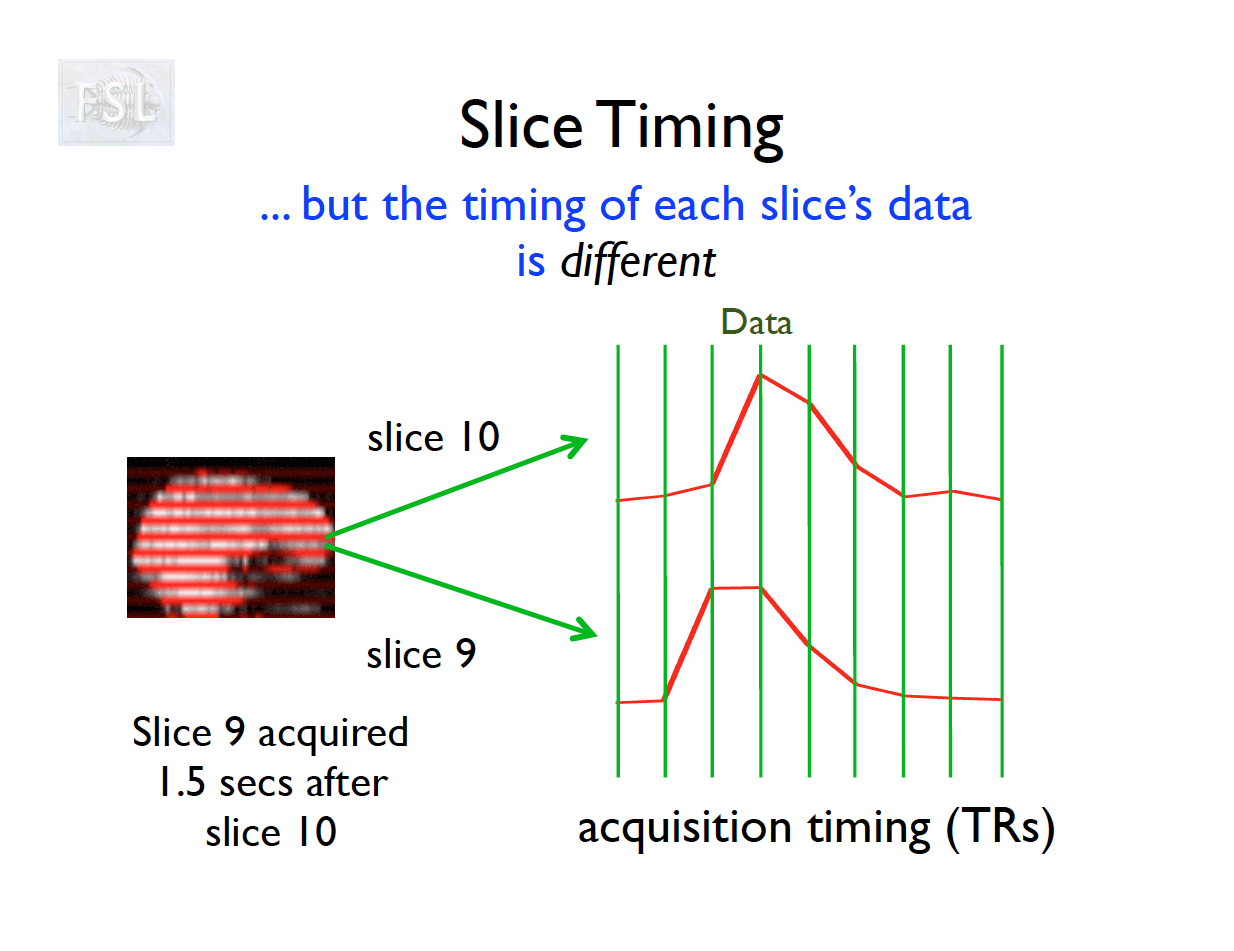 FSL
Slice Timing
... but the timing of each slice's data
is different
Data
slice 10
slice 9
Slice 9 acquired
1.5 secs after
slice 10
acquisition timing (TRs)